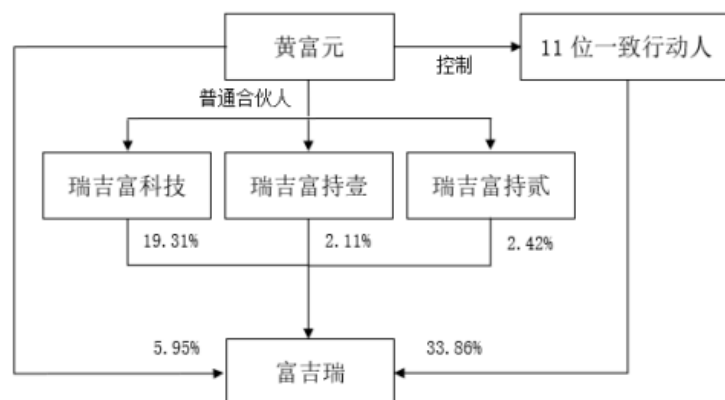 黄富元
11 位一致行动人
控制
普通合伙人
瑞吉富科技
瑞吉富持壹
瑞吉富持贰
19.31%
2.11%
2.42%
5.95%
33.86%
富吉瑞